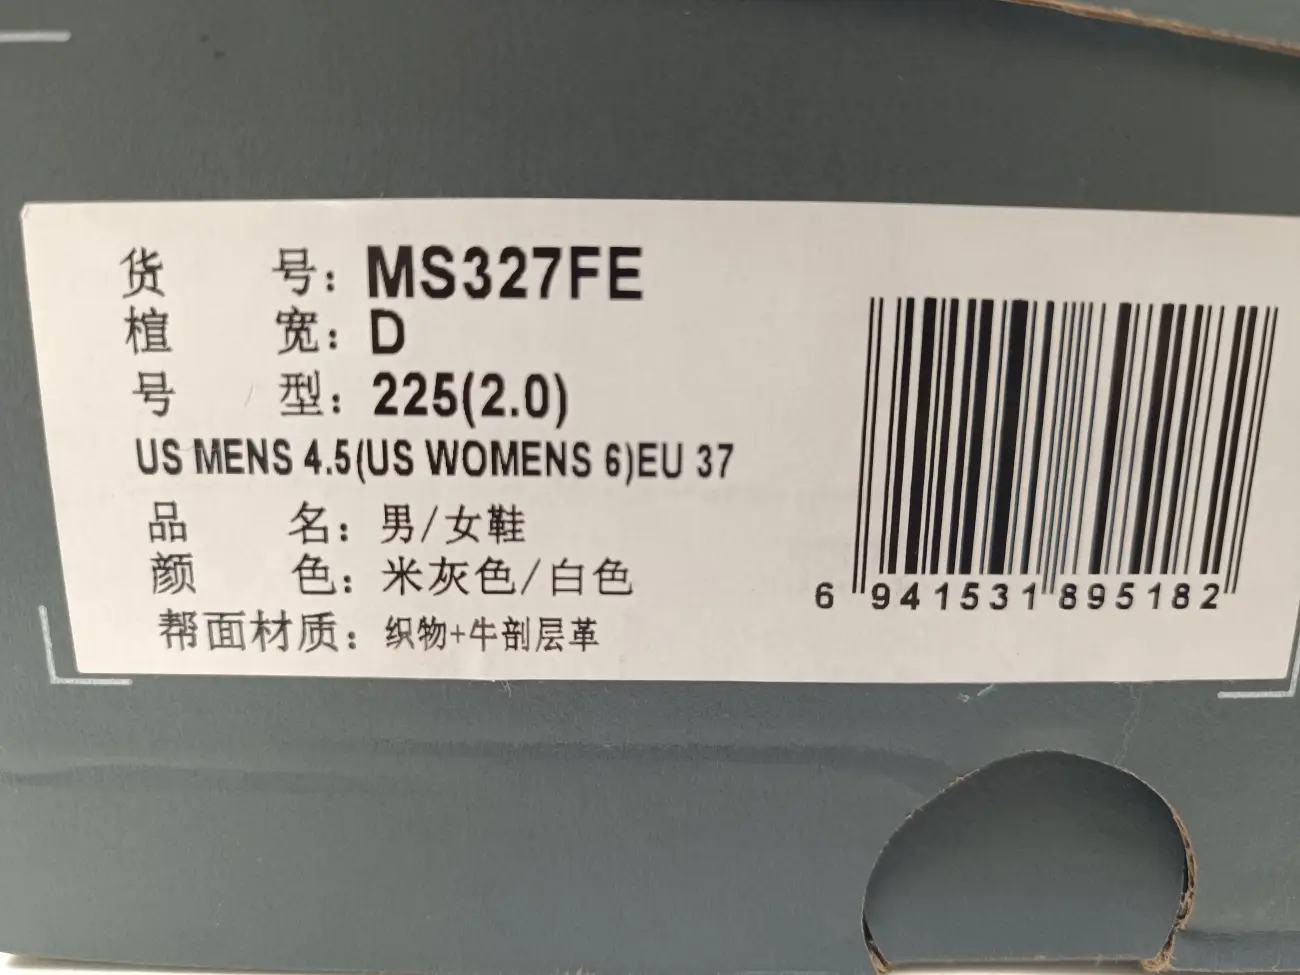 货 号：MS327FE
楦 宽：D
号 型：225(2.0)
US MENS 4.5(US WOMENS 6)EU 37
品 名：男/女鞋
颜 色：米灰色/白色
帮面材质：织物+牛剖层革
6 941531 895182